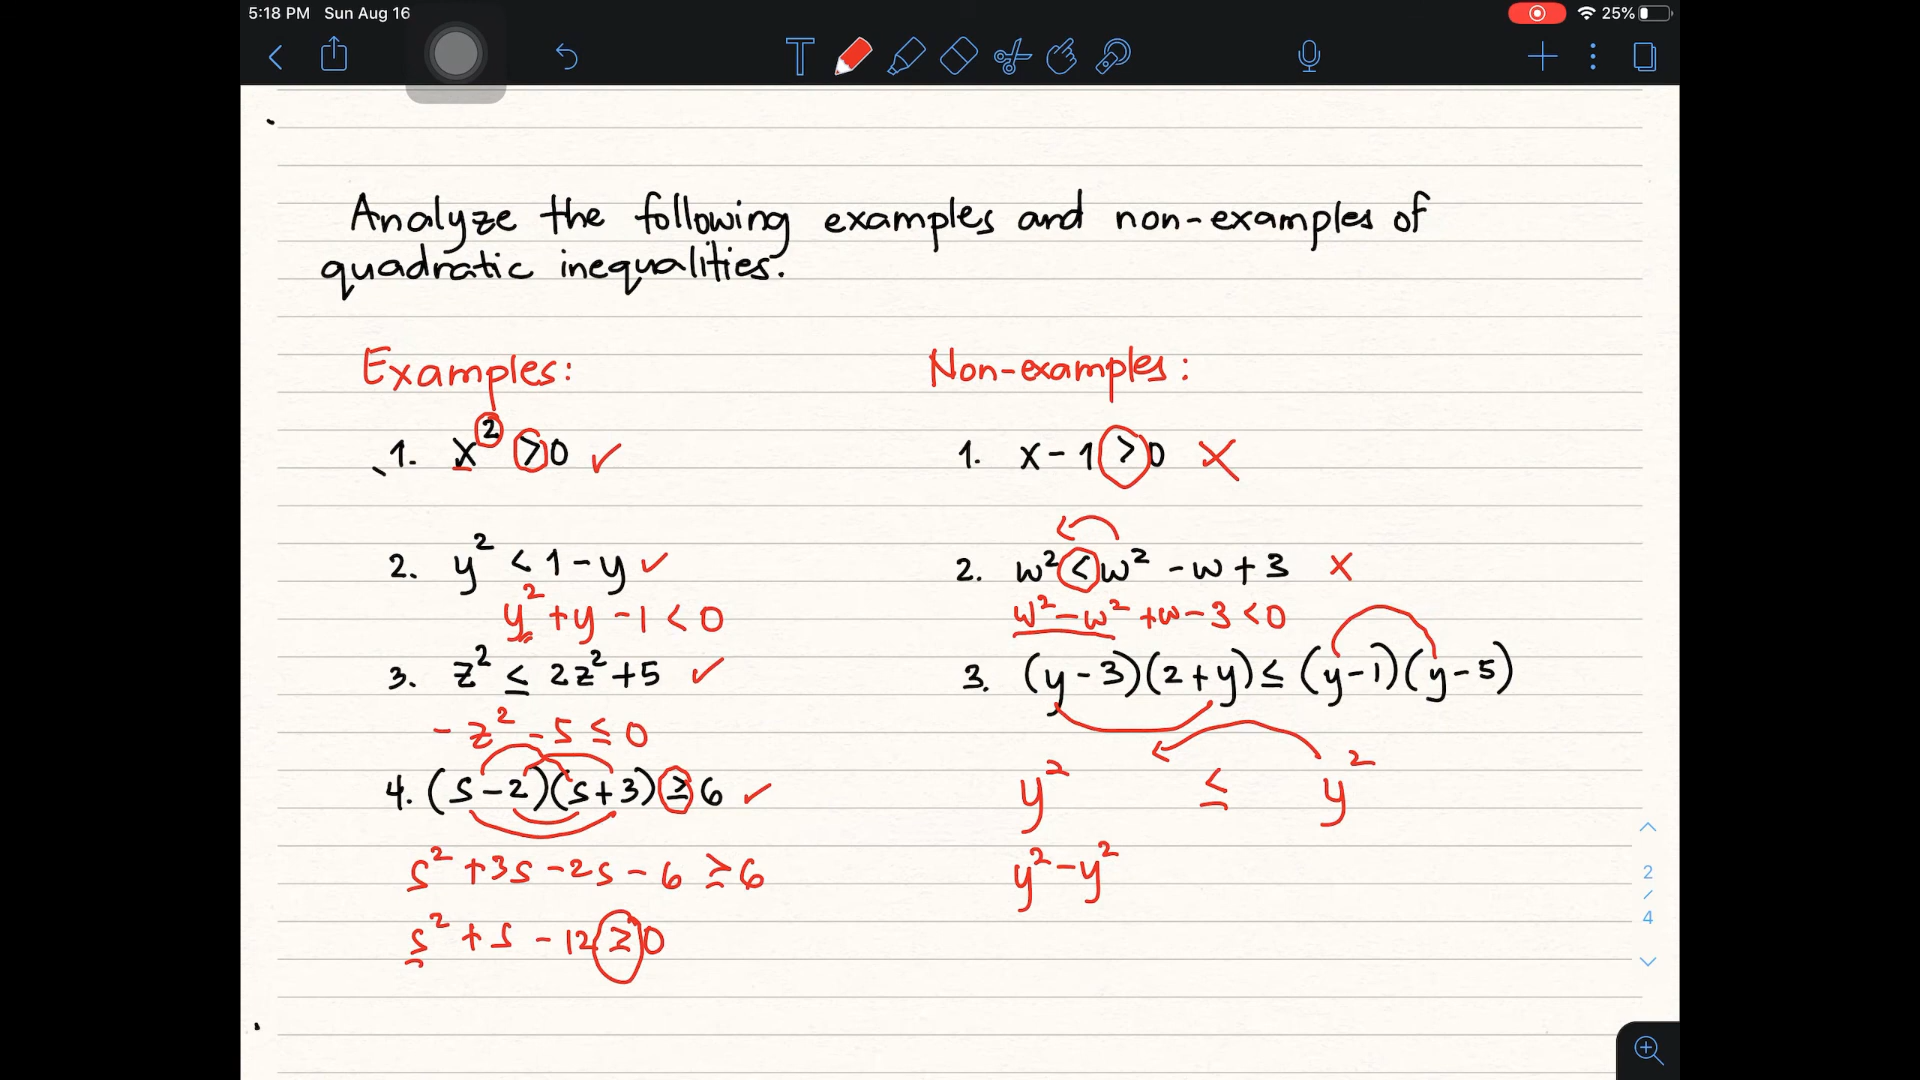 5:18 PM Sun Aug 16
25%
T
Analyze the following examples and non-examples of
quadratic inequalities.
Examples:
1. x² > 0 ✓
2. y² < 1 - y ✓
y² + y - 1 < 0
3. z² ≤ 2z² + 5 ✓
- z² - 5 ≤ 0
4. (s - 2)(s + 3) ≥ 6 ✓
s² + 3s - 2s - 6 ≥ 6
s² + s - 12 ≥ 0
Non-examples:
1. x - 1 > 0 ✗
2. w² < w² - w + 3 ✗
w² - w² + w - 3 < 0
3. (y - 3)(2 + y) ≤ (y - 1)(y - 5)
y² ≤ y²
y² - y²
2
/
4